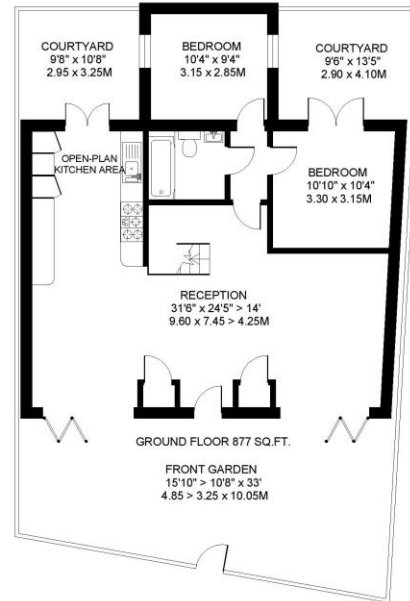 COURTYARD
9'8" x 10'8"
2.95 x 3.25M
BEDROOM
10'4" x 9'4"
3.15 x 2.85M
COURTYARD
9'6" x 13'5"
2.90 x 4.10M
OPEN-PLAN
KITCHEN AREA
BEDROOM
10'10" x 10'4"
3.30 x 3.15M
RECEPTION
31'6" x 24'5" > 14'
9.60 x 7.45 > 4.25M
GROUND FLOOR 877 SQ.FT.
FRONT GARDEN
15'10" > 10'8" x 33'
4.85 > 3.25 x 10.05M